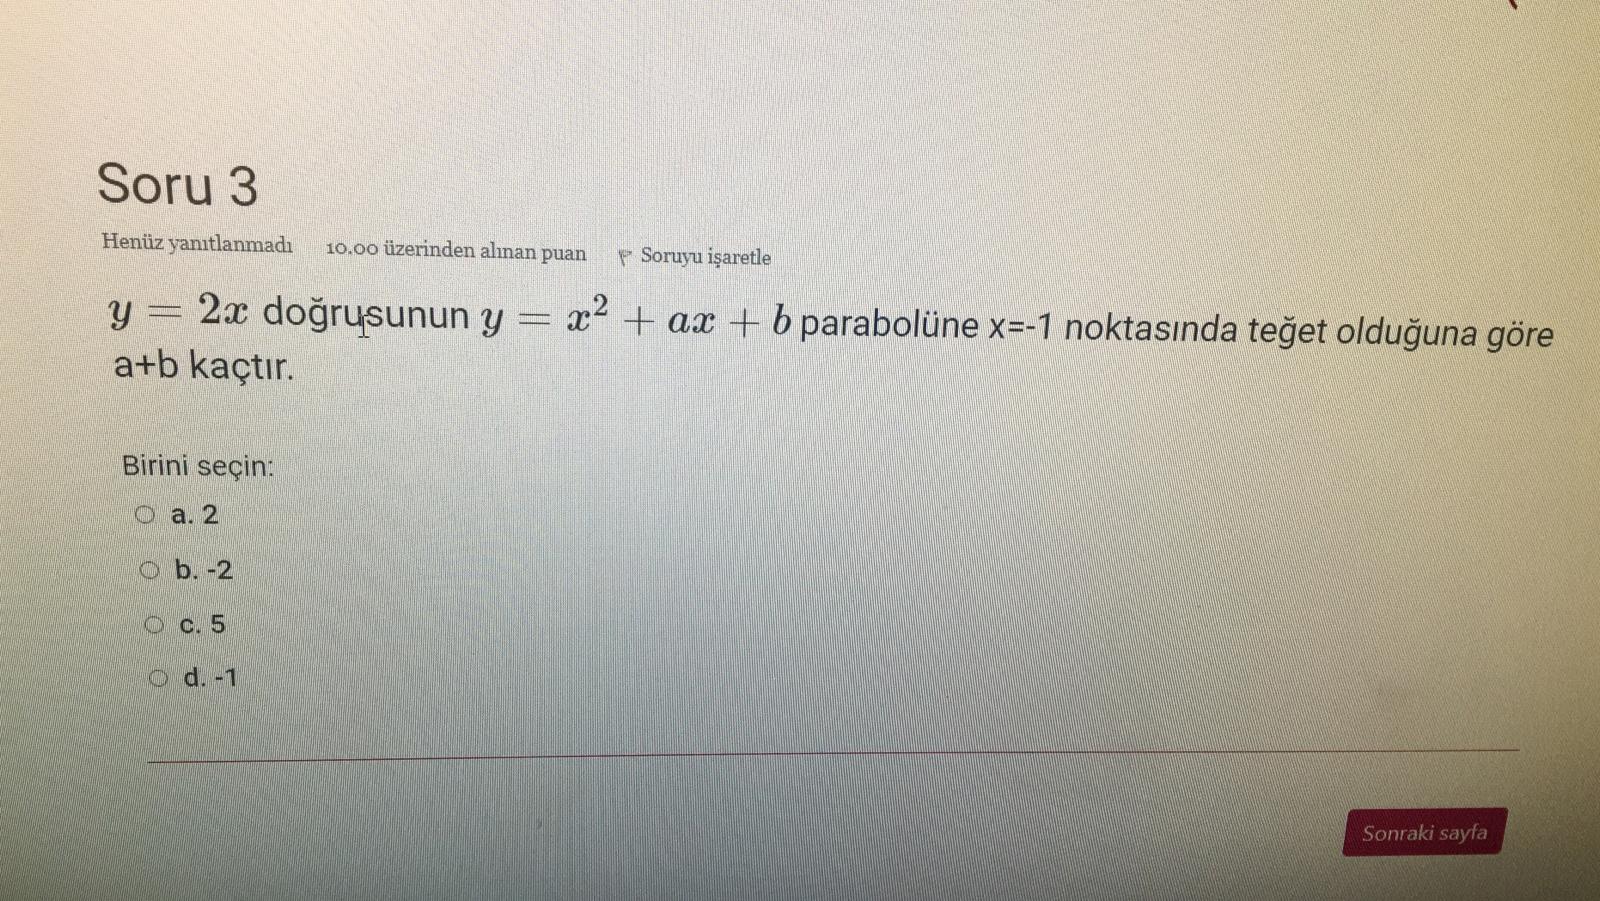 Soru 3
Henüz yanıtlanmadı 10.00 üzerinden alınan puan Soruyu işaretle
y = 2x doğrusunun y = x² + ax + b parabolüne x=-1 noktasında teğet olduğuna göre
a+b kaçtır.
Birini seçin:
a. 2
b. -2
c. 5
d. -1
Sonraki sayfa